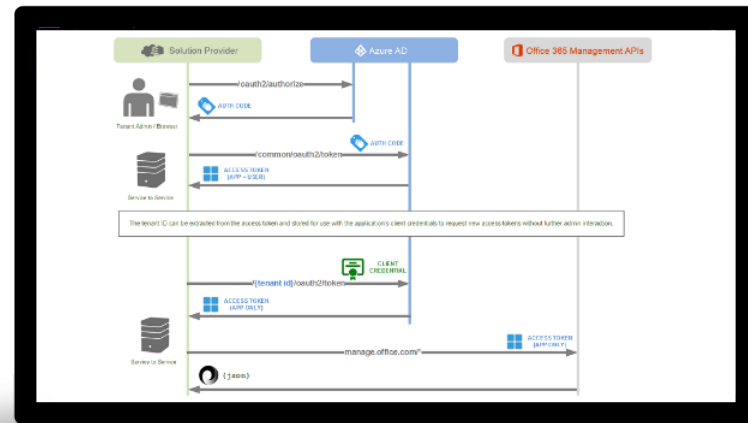 Solution Provider
Azure AD
Office 365 Management APIs
/oauth2/authorize
AUTH CODE
Tenant Admin / Browser
AUTH CODE
/common/oauth2/token
ACCESS TOKEN
(APP + USER)
Service to Service
The tenant ID can be extracted from the access token and stored for use with the application's client credentials to request new access tokens without further admin interaction.
CLIENT
CREDENTIAL
/{tenant id}/oauth2/token
ACCESS TOKEN
(APP ONLY)
ACCESS TOKEN
(APP ONLY)
manage.office.com/*
Service to Service
{json}